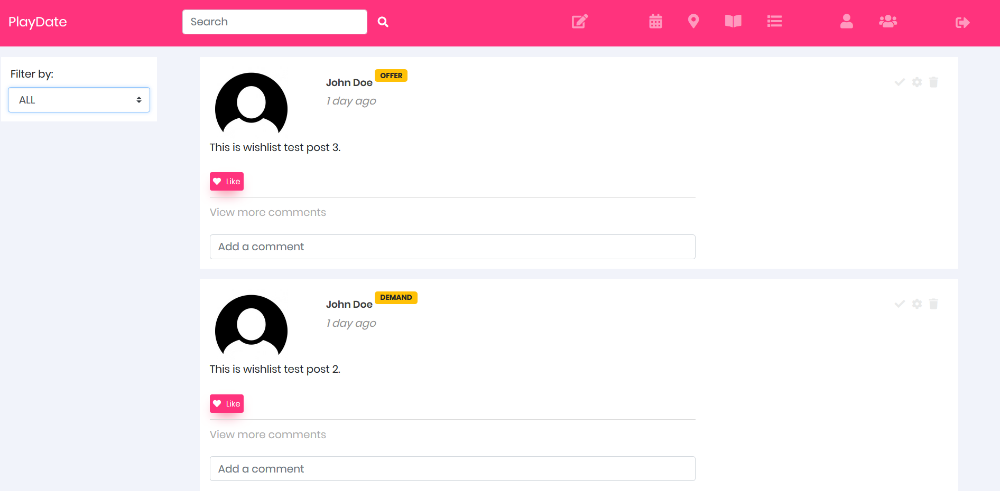 PlayDate
Search
Filter by:
ALL
John Doe OFFER
1 day ago
This is wishlist test post 3.
Like
View more comments
Add a comment
John Doe DEMAND
1 day ago
This is wishlist test post 2.
Like
View more comments
Add a comment